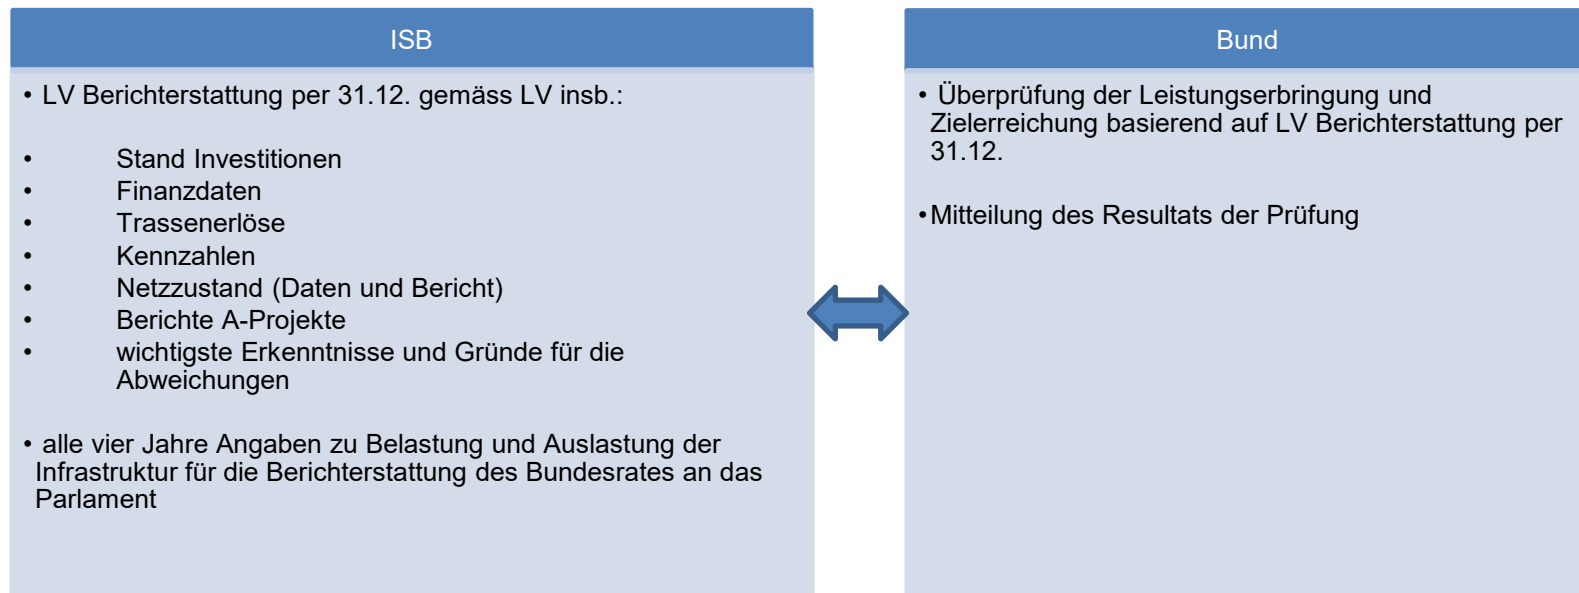 ISB
• LV Berichterstattung per 31.12. gemäss LV insb.:
• Stand Investitionen
• Finanzdaten
• Trassenerlöse
• Kennzahlen
• Netzzustand (Daten und Bericht)
• Berichte A-Projekte
• wichtigste Erkenntnisse und Gründe für die
Abweichungen
• alle vier Jahre Angaben zu Belastung und Auslastung der
Infrastruktur für die Berichterstattung des Bundesrates an das
Parlament
Bund
• Überprüfung der Leistungserbringung und
Zielerreichung basierend auf LV Berichterstattung per
31.12.
• Mitteilung des Resultats der Prüfung